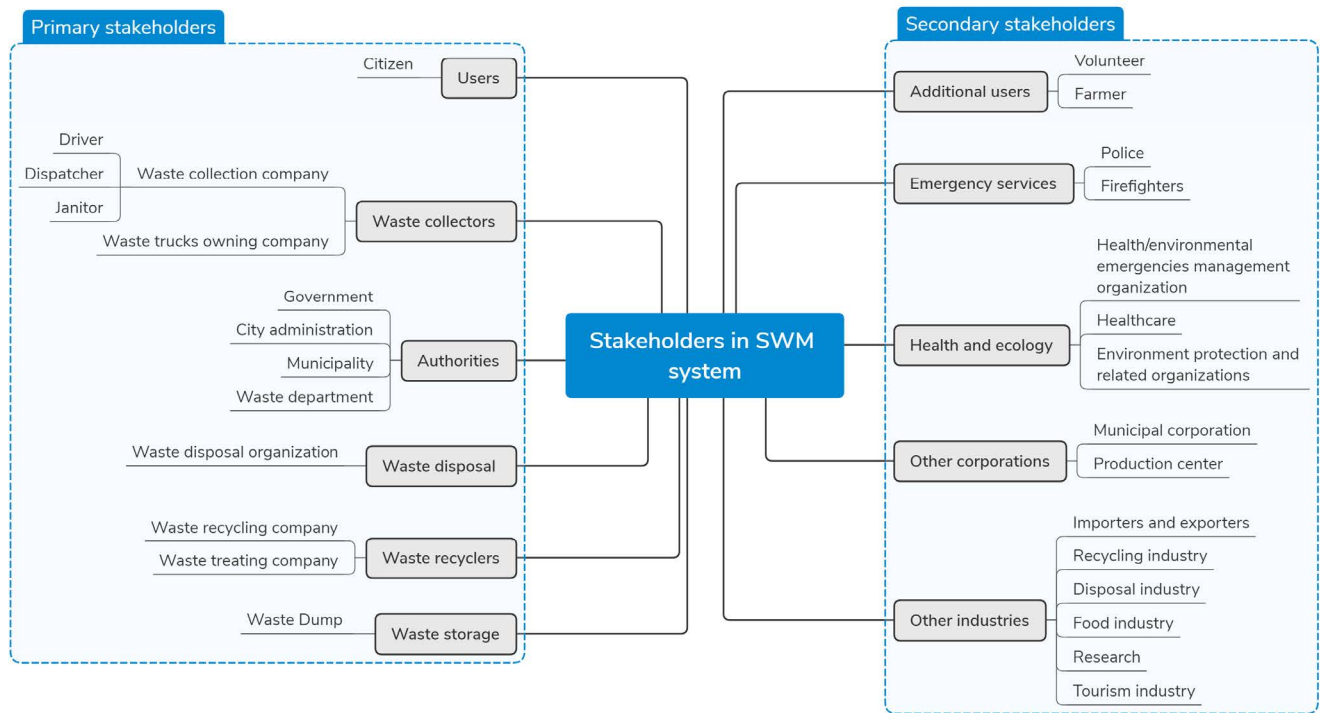 Primary stakeholders
Citizen
Users
Driver
Dispatcher
Janitor
Waste collection company
Waste trucks owning company
Waste collectors
Government
City administration
Municipality
Waste department
Authorities
Waste disposal organization
Waste disposal
Waste recycling company
Waste treating company
Waste recyclers
Waste Dump
Waste storage
Stakeholders in SWM
system
Secondary stakeholders
Additional users
Volunteer
Farmer
Emergency services
Police
Firefighters
Health and ecology
Health/environmental
emergencies management
organization
Healthcare
Environment protection and
related organizations
Other corporations
Municipal corporation
Production center
Other industries
Importers and exporters
Recycling industry
Disposal industry
Food industry
Research
Tourism industry